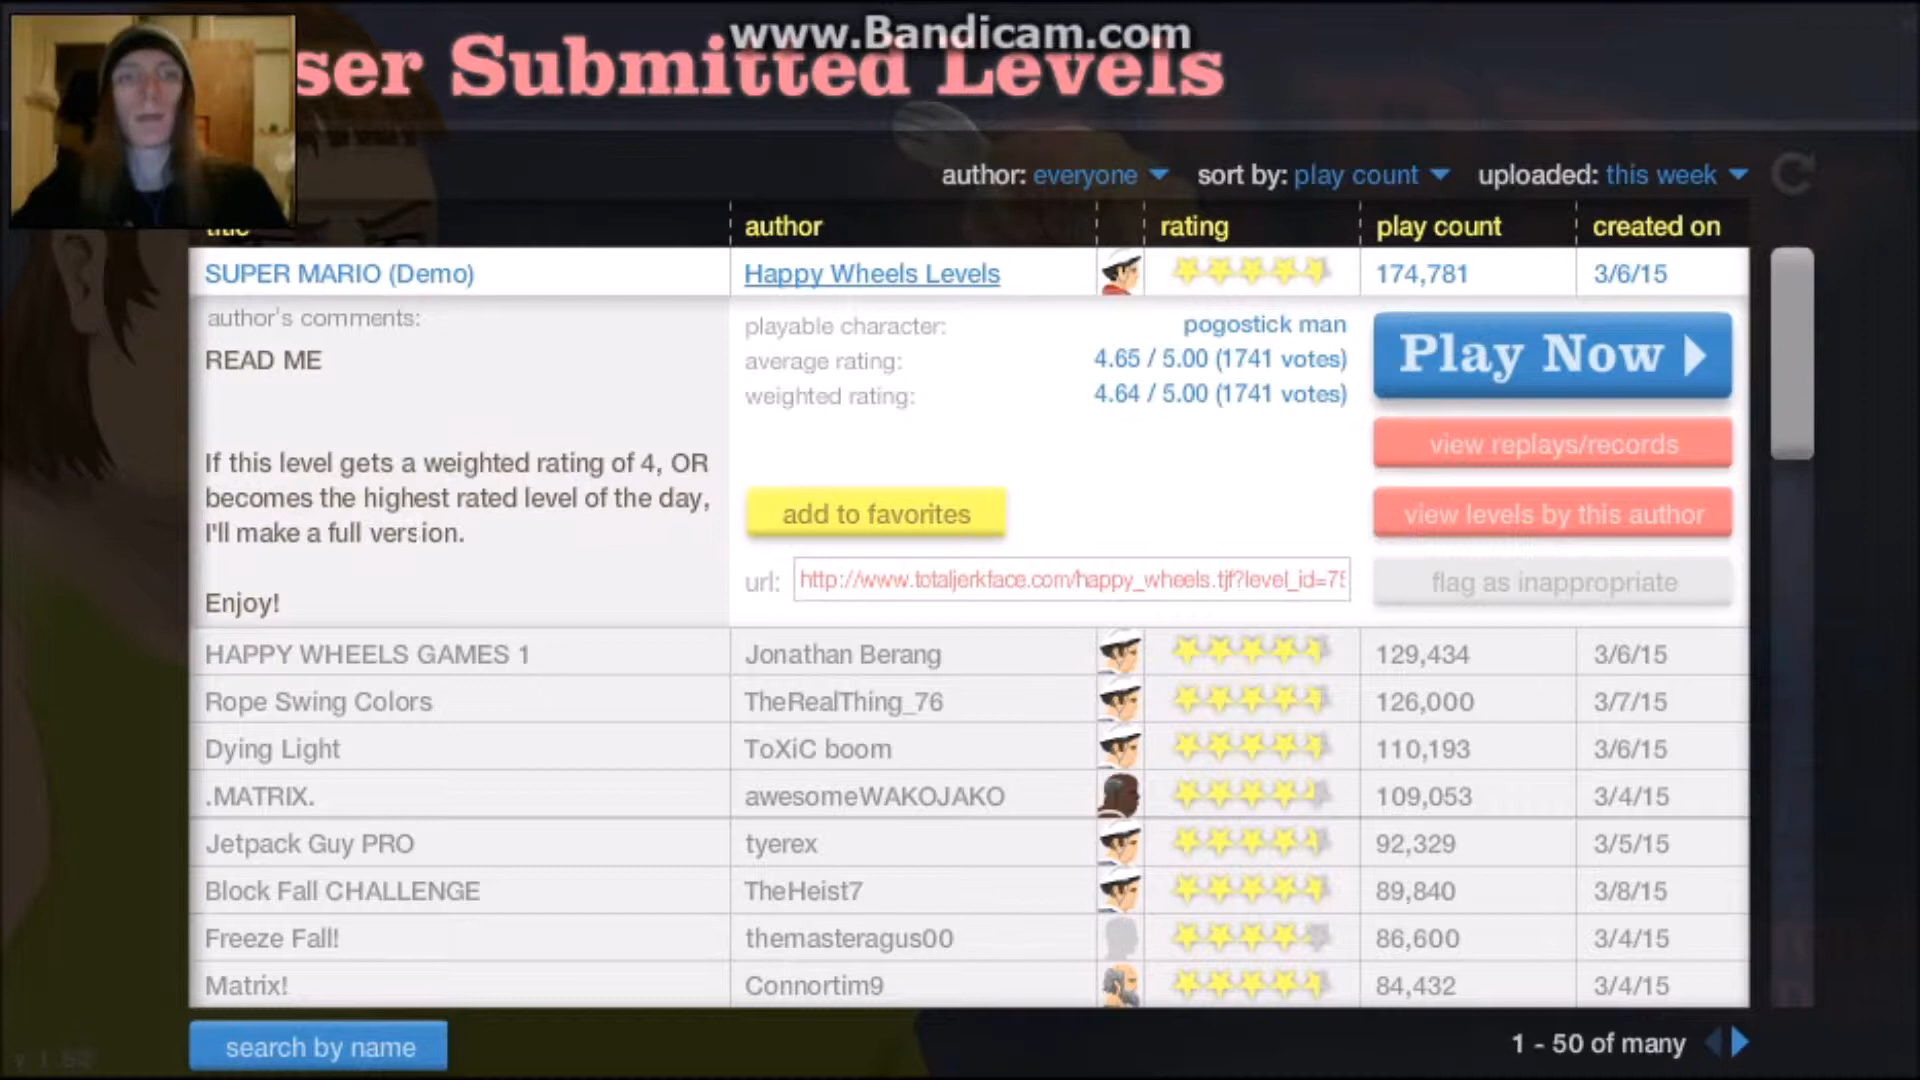 www.Bandicam.com
ser Submitted Levels
author: everyone sort by: play count uploaded: this week
title author rating play count created on
SUPER MARIO (Demo) Happy Wheels Levels 174,781 3/6/15
author's comments:
READ ME
If this level gets a weighted rating of 4, OR
becomes the highest rated level of the day,
I'll make a full version.
Enjoy!
playable character: pogostick man
average rating: 4.65 / 5.00 (1741 votes)
weighted rating: 4.64 / 5.00 (1741 votes)
add to favorites
url: http://www.totaljerkface.com/happy_wheels.tjf?level_id=75
Play Now
view replays/records
view levels by this author
flag as inappropriate
HAPPY WHEELS GAMES 1 Jonathan Berang 129,434 3/6/15
Rope Swing Colors TheRealThing_76 126,000 3/7/15
Dying Light ToXiC boom 110,193 3/6/15
.MATRIX. awesomeWAKOJAKO 109,053 3/4/15
Jetpack Guy PRO tyerex 92,329 3/5/15
Block Fall CHALLENGE TheHeist7 89,840 3/8/15
Freeze Fall! themasteragus00 86,600 3/4/15
Matrix! Connortim9 84,432 3/4/15
search by name 1 - 50 of many